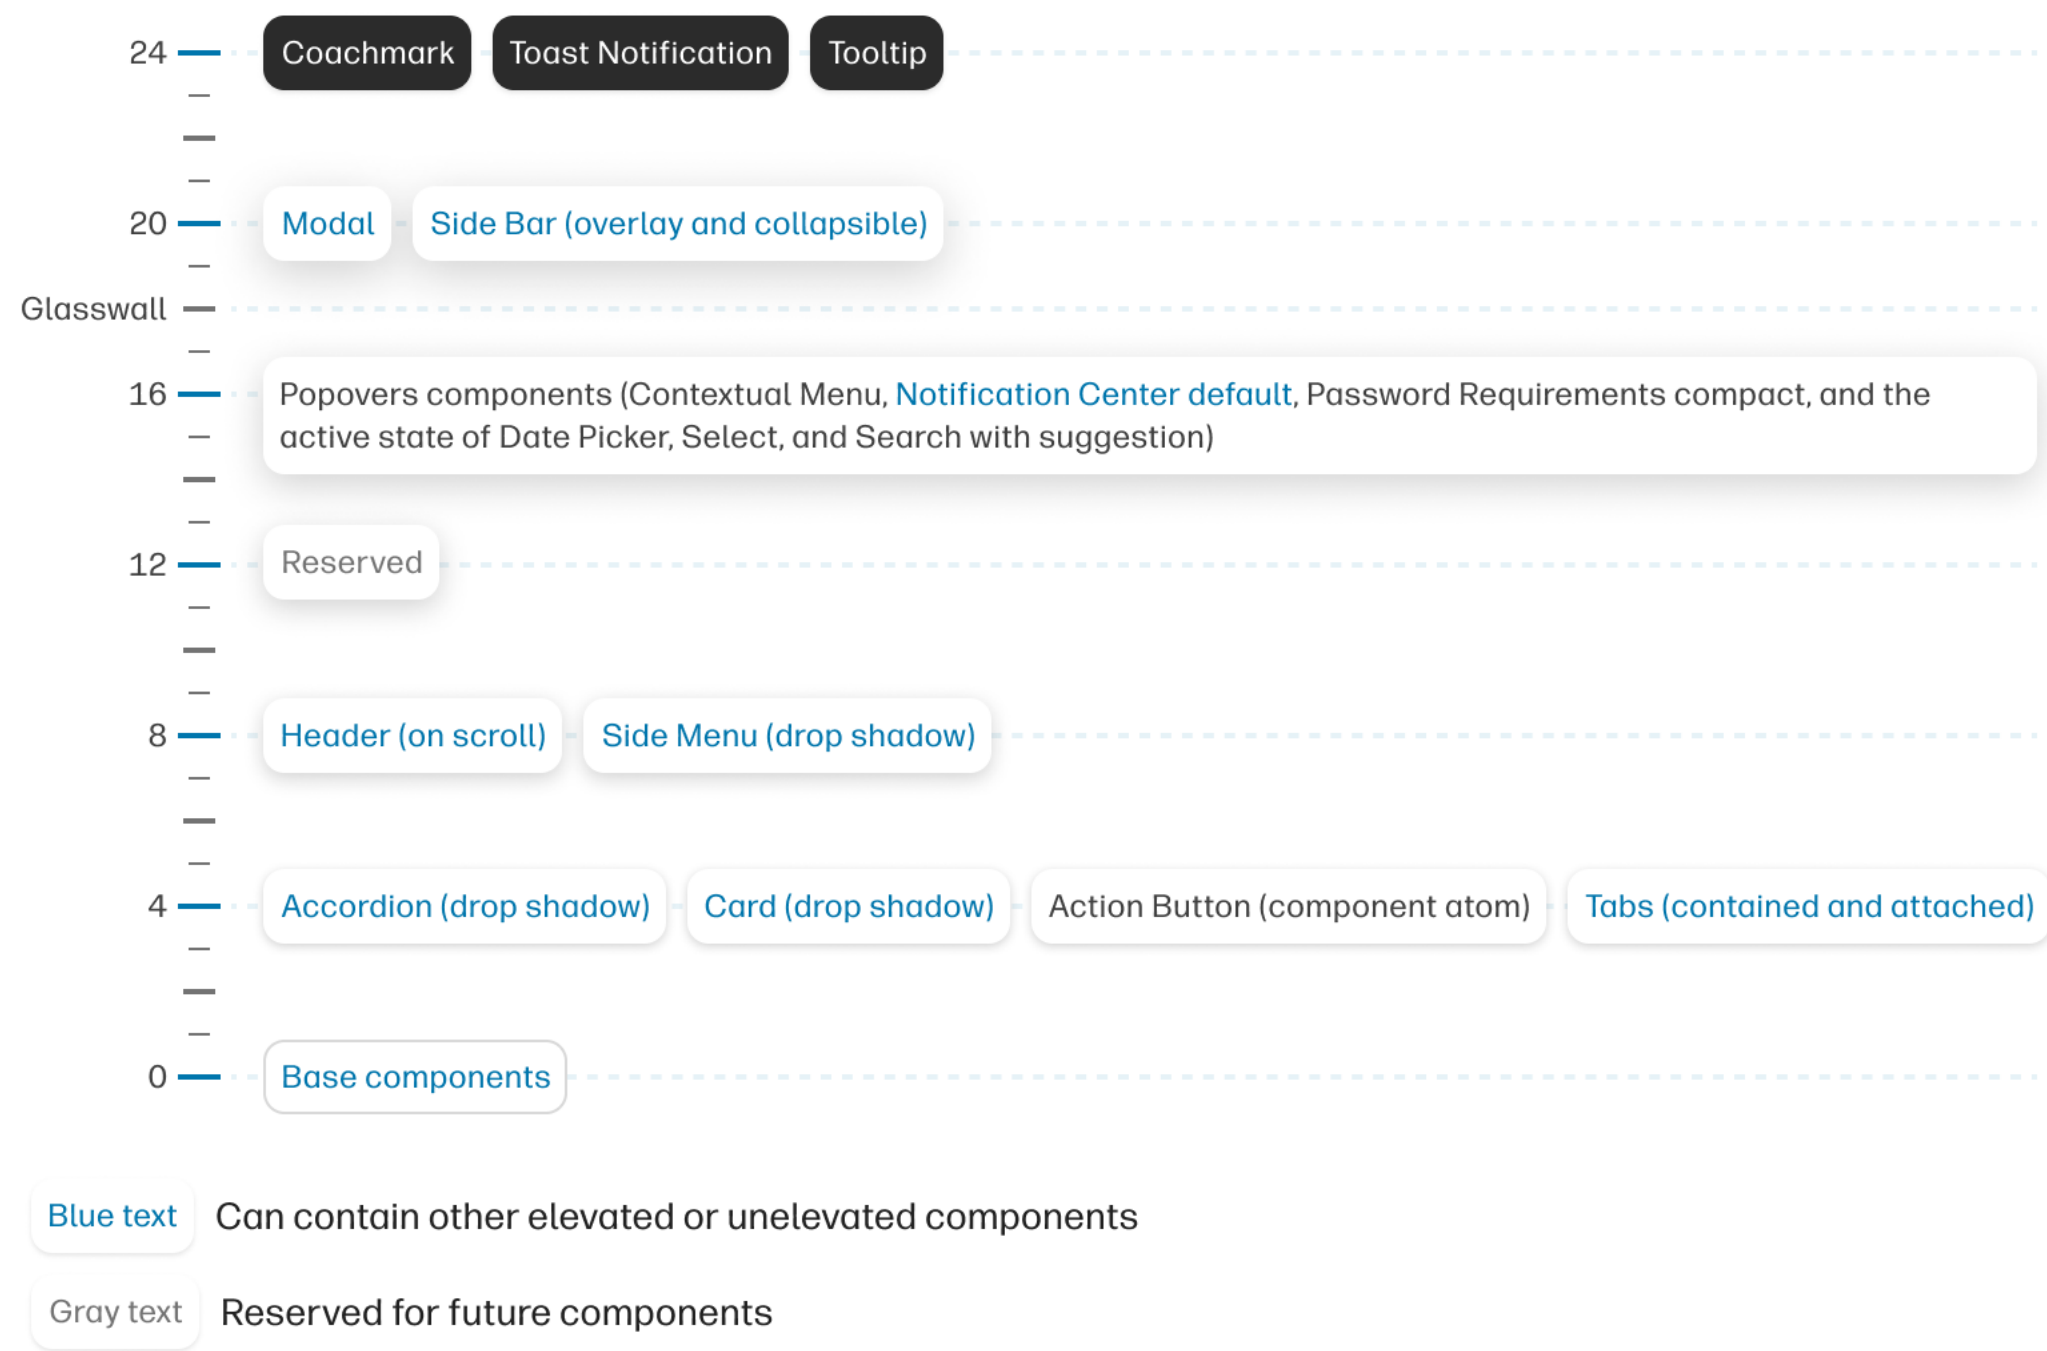 24 Coachmark Toast Notification Tooltip
20 Modal Side Bar (overlay and collapsible)
Glasswall
16 Popovers components (Contextual Menu, Notification Center default, Password Requirements compact, and the
active state of Date Picker, Select, and Search with suggestion)
12 Reserved
8 Header (on scroll) Side Menu (drop shadow)
4 Accordion (drop shadow) Card (drop shadow) Action Button (component atom) Tabs (contained and attached)
0 Base components
Blue text Can contain other elevated or unelevated components
Gray text Reserved for future components